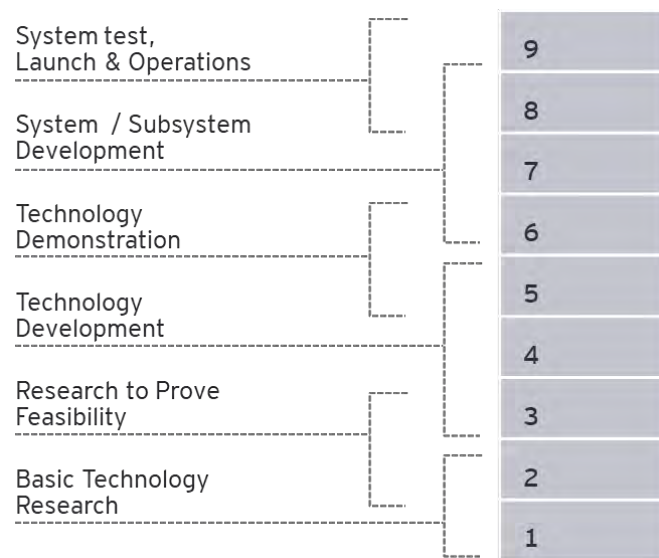 System test,
Launch & Operations
System / Subsystem
Development
Technology
Demonstration
Technology
Development
Research to Prove
Feasibility
Basic Technology
Research
9
8
7
6
5
4
3
2
1